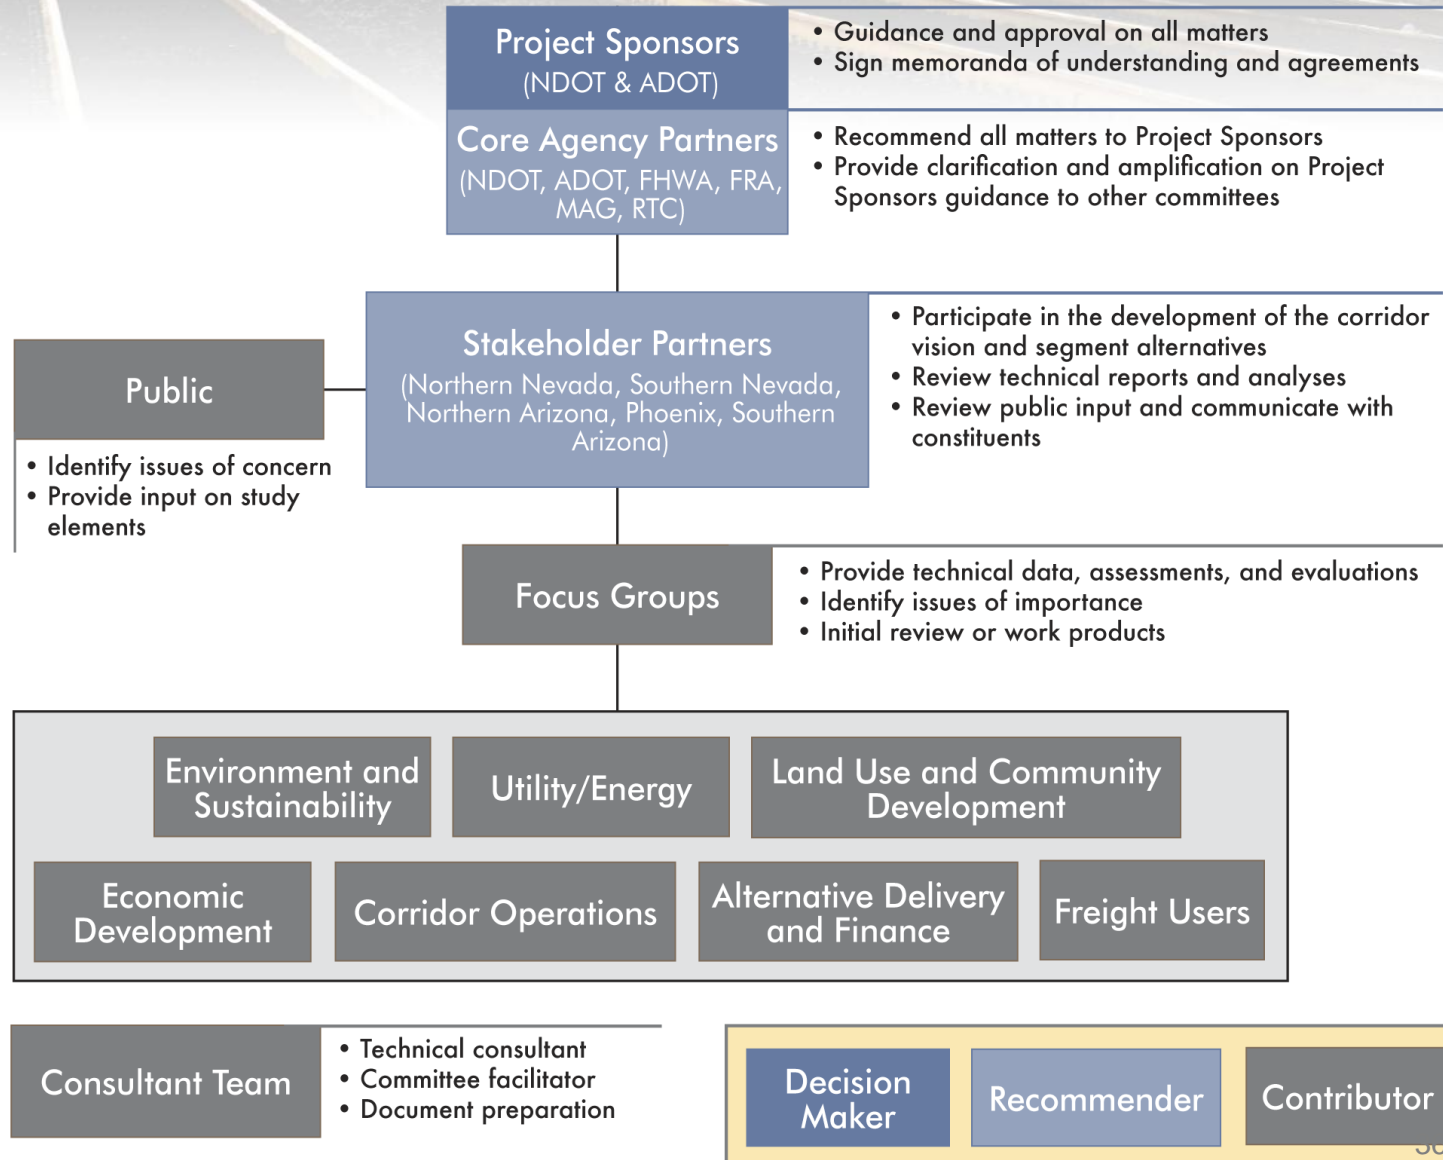 Project Sponsors
(NDOT & ADOT)
• Guidance and approval on all matters
• Sign memoranda of understanding and agreements
Core Agency Partners
(NDOT, ADOT, FHWA, FRA,
MAG, RTC)
• Recommend all matters to Project Sponsors
• Provide clarification and amplification on Project
Sponsors guidance to other committees
Stakeholder Partners
(Northern Nevada, Southern Nevada,
Northern Arizona, Phoenix, Southern
Arizona)
• Participate in the development of the corridor
vision and segment alternatives
• Review technical reports and analyses
• Review public input and communicate with
constituents
Public
• Identify issues of concern
• Provide input on study
elements
Focus Groups
• Provide technical data, assessments, and evaluations
• Identify issues of importance
• Initial review or work products
Environment and
Sustainability
Utility/Energy
Land Use and Community
Development
Economic
Development
Corridor Operations
Alternative Delivery
and Finance
Freight Users
Consultant Team
• Technical consultant
• Committee facilitator
• Document preparation
Decision
Maker
Recommender
Contributor